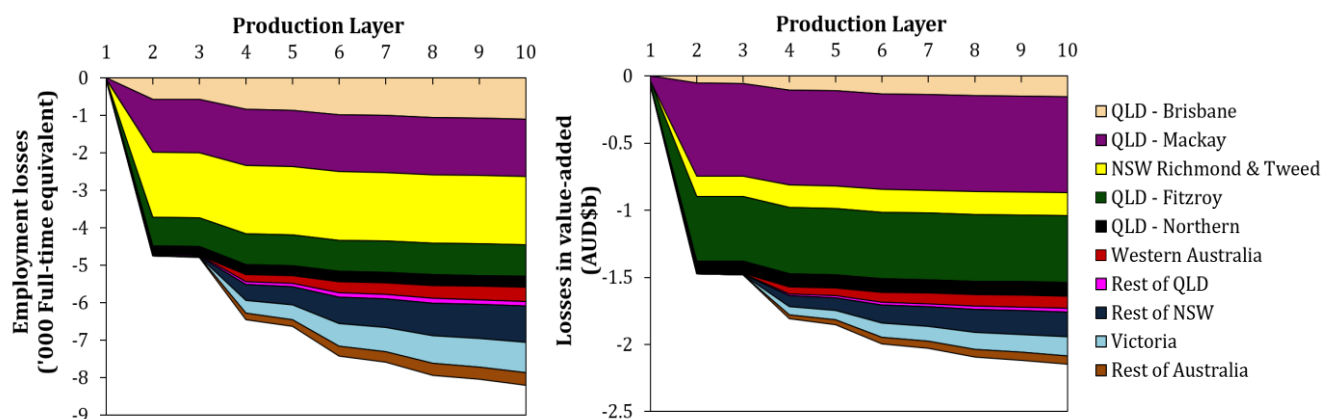 Production Layer
1 2 3 4 5 6 7 8 9 10
0
-1
-2
-3
-4
-5
-6
-7
-8
-9
Employment losses
('000 Full-time equivalent)
Production Layer
1 2 3 4 5 6 7 8 9 10
0
-0.5
-1
-1.5
-2
-2.5
Losses in value-added
(AUD$b)
QLD - Brisbane
QLD - Mackay
NSW Richmond & Tweed
QLD - Fitzroy
QLD - Northern
Western Australia
Rest of QLD
Rest of NSW
Victoria
Rest of Australia